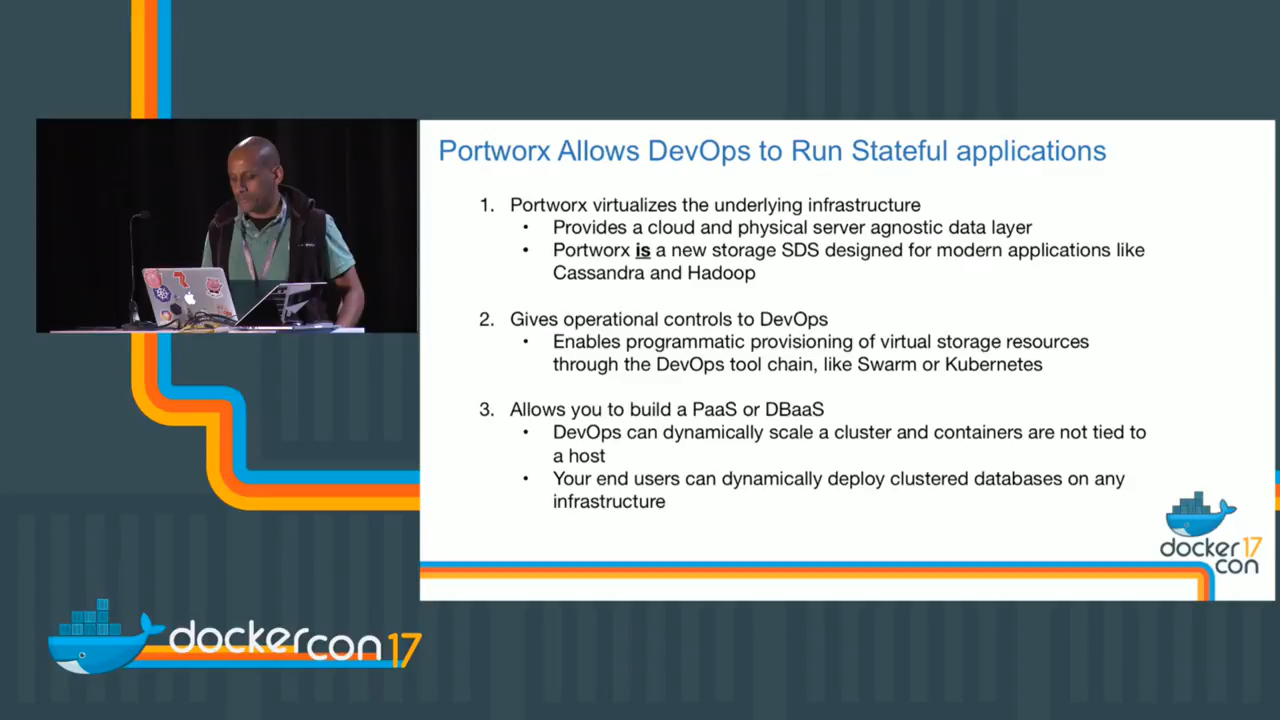 Portworx Allows DevOps to Run Stateful applications
1. Portworx virtualizes the underlying infrastructure
• Provides a cloud and physical server agnostic data layer
• Portworx is a new storage SDS designed for modern applications like
Cassandra and Hadoop
2. Gives operational controls to DevOps
• Enables programmatic provisioning of virtual storage resources
through the DevOps tool chain, like Swarm or Kubernetes
3. Allows you to build a PaaS or DBaaS
• DevOps can dynamically scale a cluster and containers are not tied to
a host
• Your end users can dynamically deploy clustered databases on any
infrastructure
docker 17
con
dockercon 17